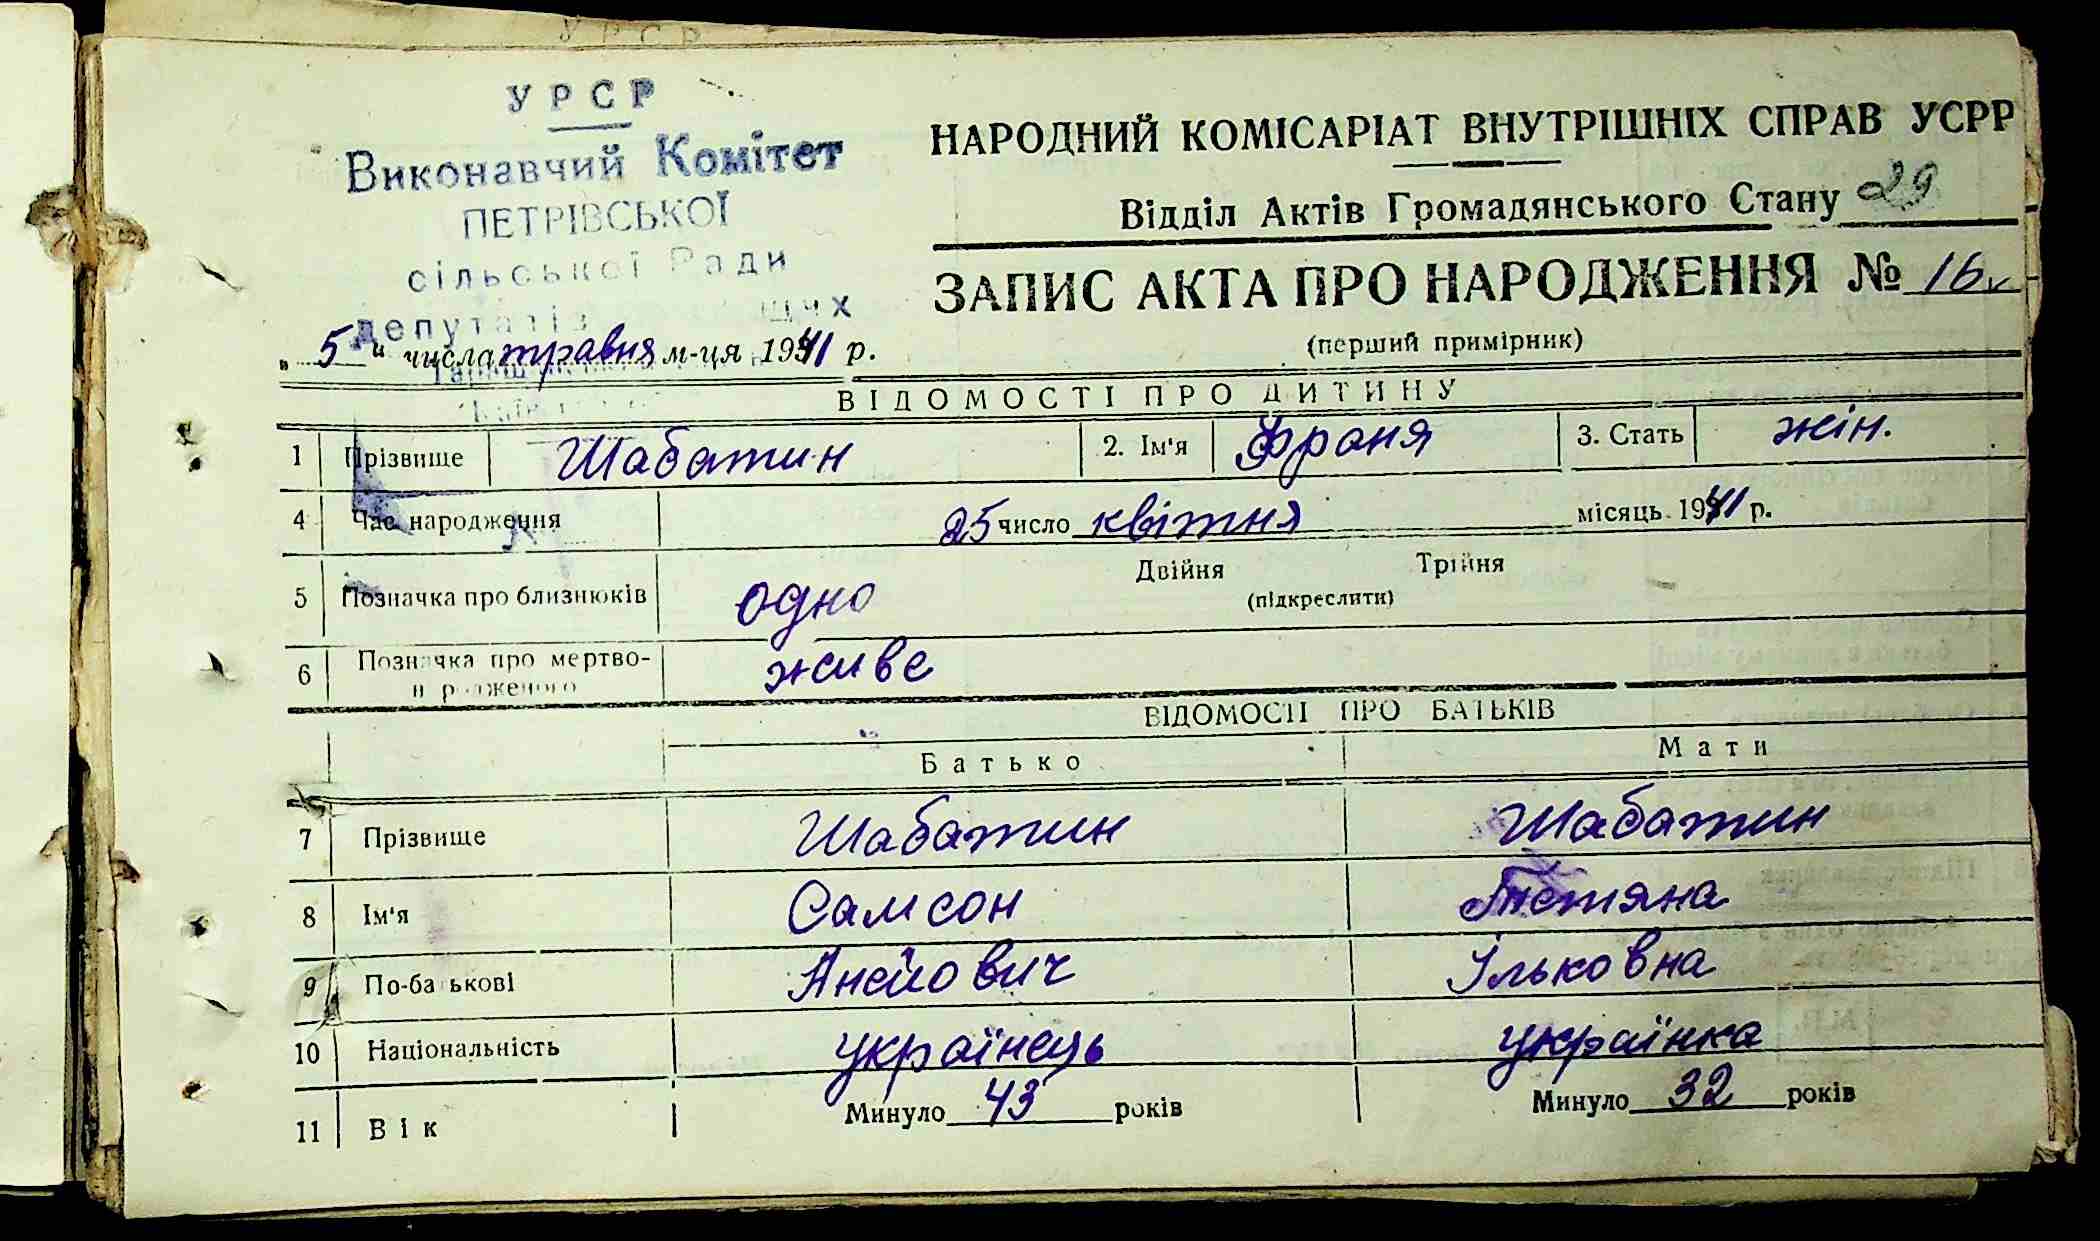 УРСР
Виконавчий Комітет
ПЕТРІВСЬКОЇ
сільської Ради
депутатів
НАРОДНИЙ КОМІСАРІАТ ВНУТРІШНІХ СПРАВ УСРР
Відділ Актів Громадянського Стану 29
ЗАПИС АКТА ПРО НАРОДЖЕННЯ № 16
(перший примірник)
„ 5 " числа травня м-ця 1941 р.
ВІДОМОСТІ ПРО ДИТИНУ
1 Прізвище Шабатин 2. Ім'я Франя 3. Стать жін.
4 Час народження 25 число квітня місяць 1941 р.
5 Позначка про близнюків одно Двійня Трійня
(підкреслити)
6 Позначка про мертво-
народженого живе
ВІДОМОСТІ ПРО БАТЬКІВ
Батько Мати
7 Прізвище Шабатин Шабатин
8 Ім'я Самсон Тетяна
9 По-батькові Ільковна
10 Національність українець українка
11 Вік Минуло 43 років Минуло 32 років